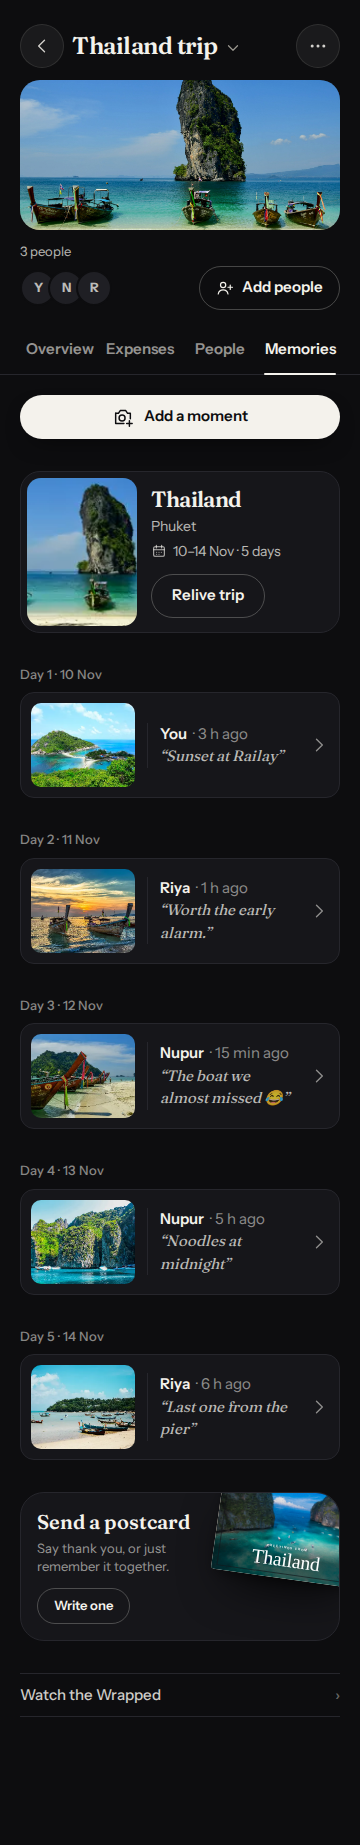 Thailand trip
3 people
Y N R
Add people
Overview Expenses People Memories
Add a moment
Thailand
Phuket
10–14 Nov · 5 days
Relive trip
Day 1 · 10 Nov
You · 3 h ago
“Sunset at Railay”
Day 2 · 11 Nov
Riya · 1 h ago
“Worth the early
alarm.”
Day 3 · 12 Nov
Nupur · 15 min ago
“The boat we
almost missed 😂”
Day 4 · 13 Nov
Nupur · 5 h ago
“Noodles at
midnight”
Day 5 · 14 Nov
Riya · 6 h ago
“Last one from the
pier”
Send a postcard
Say thank you, or just
remember it together.
GREETINGS FROM
Thailand
Write one
Watch the Wrapped